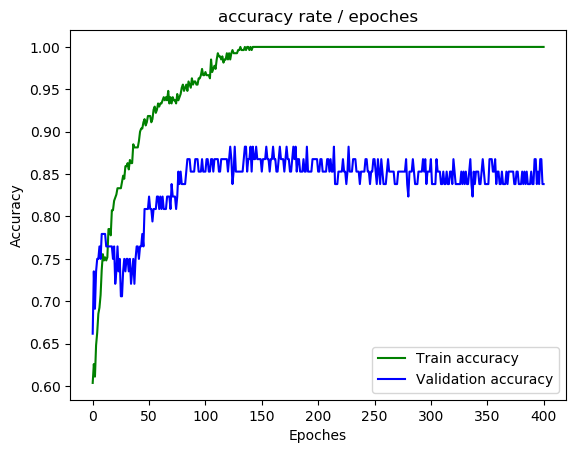 accuracy rate / epoches
Accuracy
1.00
0.95
0.90
0.85
0.80
0.75
0.70
0.65
0.60
0 50 100 150 200 250 300 350 400
Epoches
Train accuracy
Validation accuracy